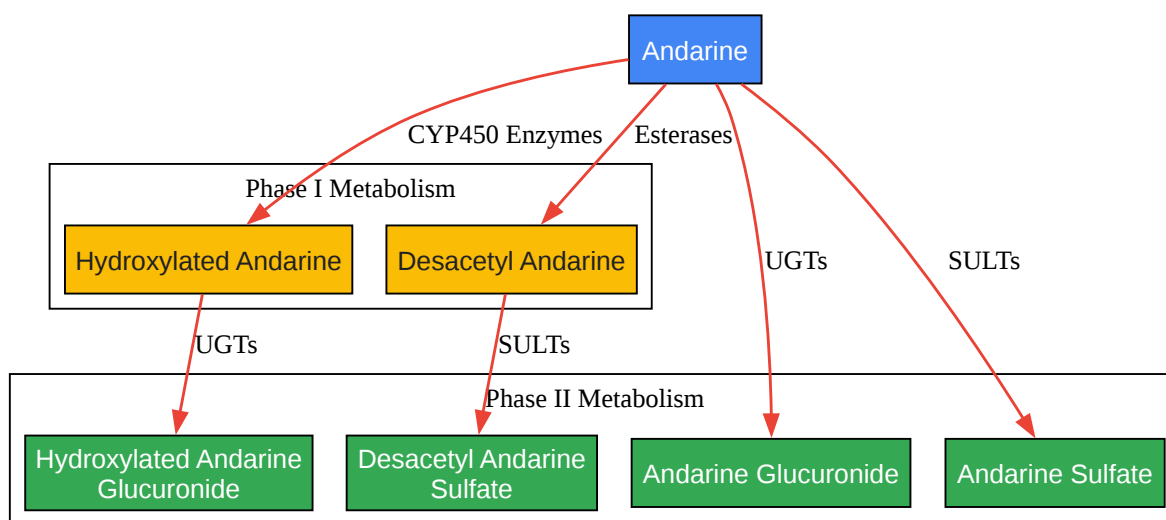 Andarine
CYP450 Enzymes
Esterases
Phase I Metabolism
Hydroxylated Andarine
Desacetyl Andarine
UGTs
SULTs
UGTs
SULTs
Phase II Metabolism
Hydroxylated Andarine
Glucuronide
Desacetyl Andarine
Sulfate
Andarine Glucuronide
Andarine Sulfate